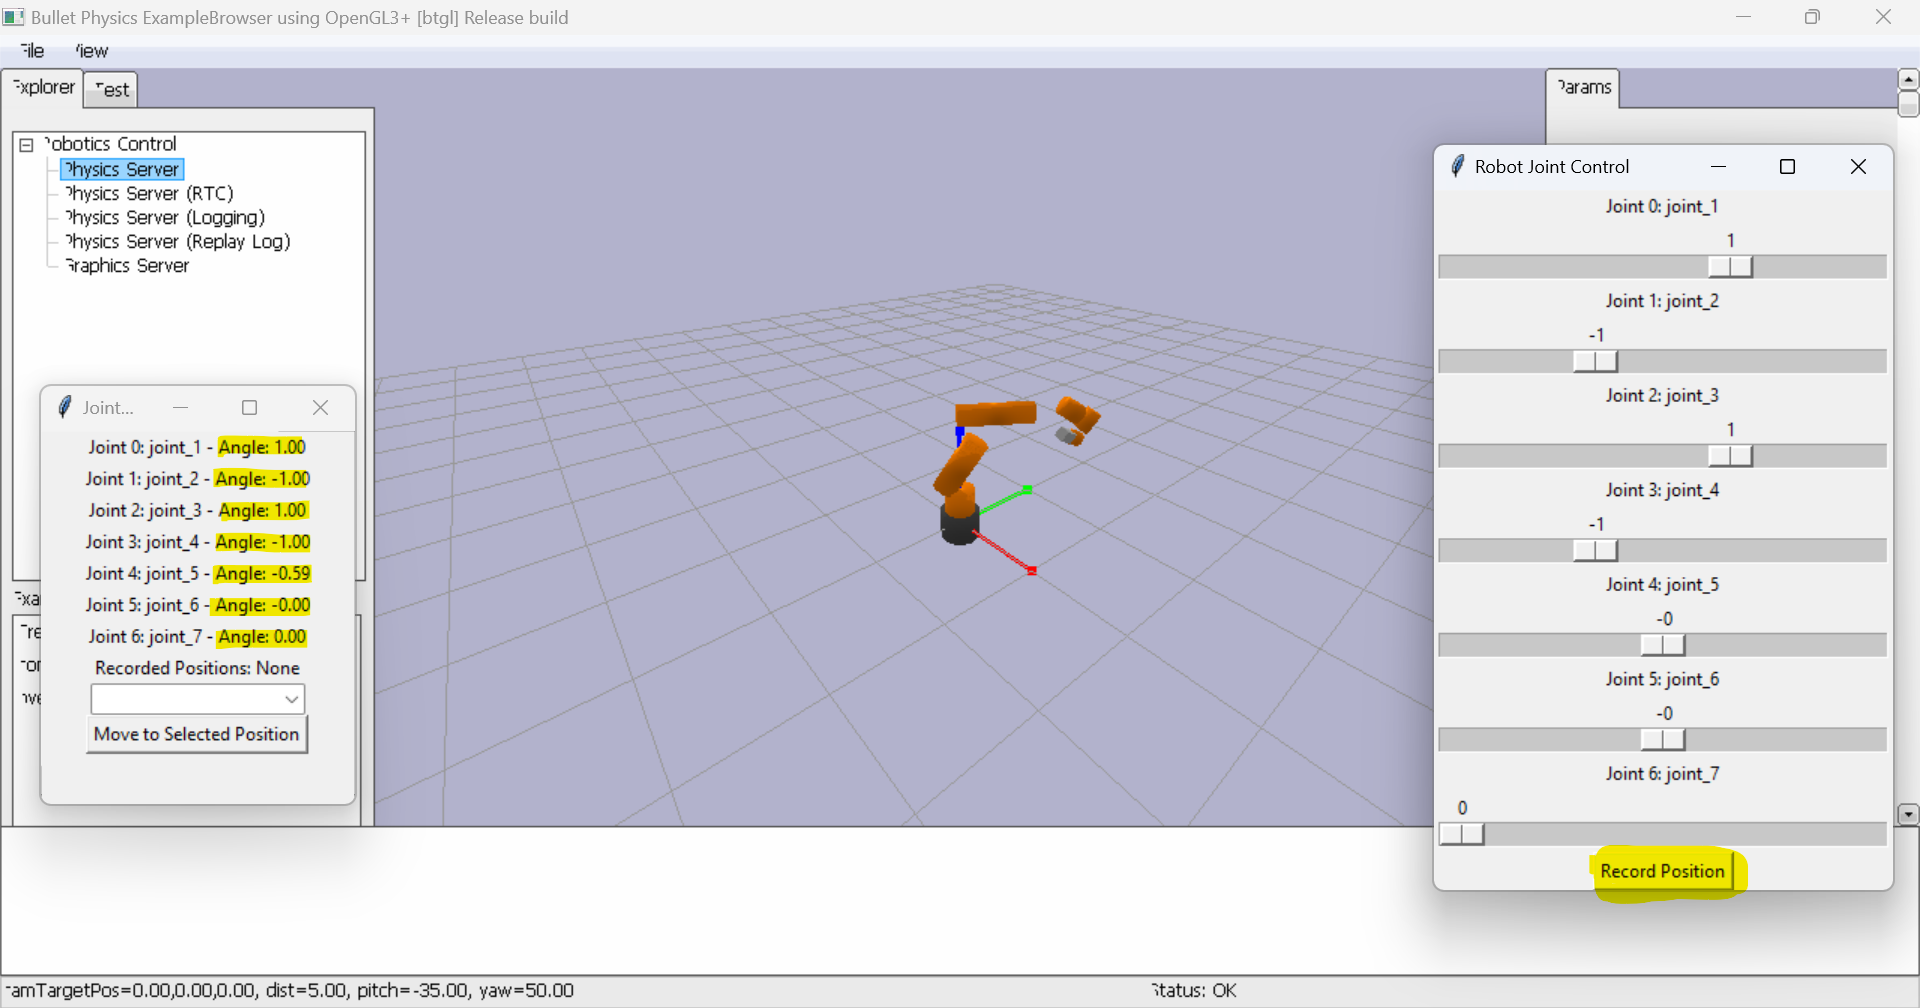 Bullet Physics ExampleBrowser using OpenGL3+ [btgl] Release build
File View
Explorer Test
Robotics Control
Physics Server
Physics Server (RTC)
Physics Server (Logging)
Physics Server (Replay Log)
Graphics Server
Joint...
Joint 0: joint_1 - Angle: 1.00
Joint 1: joint_2 - Angle: -1.00
Joint 2: joint_3 - Angle: 1.00
Joint 3: joint_4 - Angle: -1.00
Joint 4: joint_5 - Angle: -0.59
Joint 5: joint_6 - Angle: -0.00
Joint 6: joint_7 - Angle: 0.00
Recorded Positions: None
Move to Selected Position
Params
Robot Joint Control
Joint 0: joint_1
1
Joint 1: joint_2
-1
Joint 2: joint_3
1
Joint 3: joint_4
-1
Joint 4: joint_5
-0
Joint 5: joint_6
-0
Joint 6: joint_7
0
Record Position
camTargetPos=0.00,0.00,0.00, dist=5.00, pitch=-35.00, yaw=50.00
Status: OK